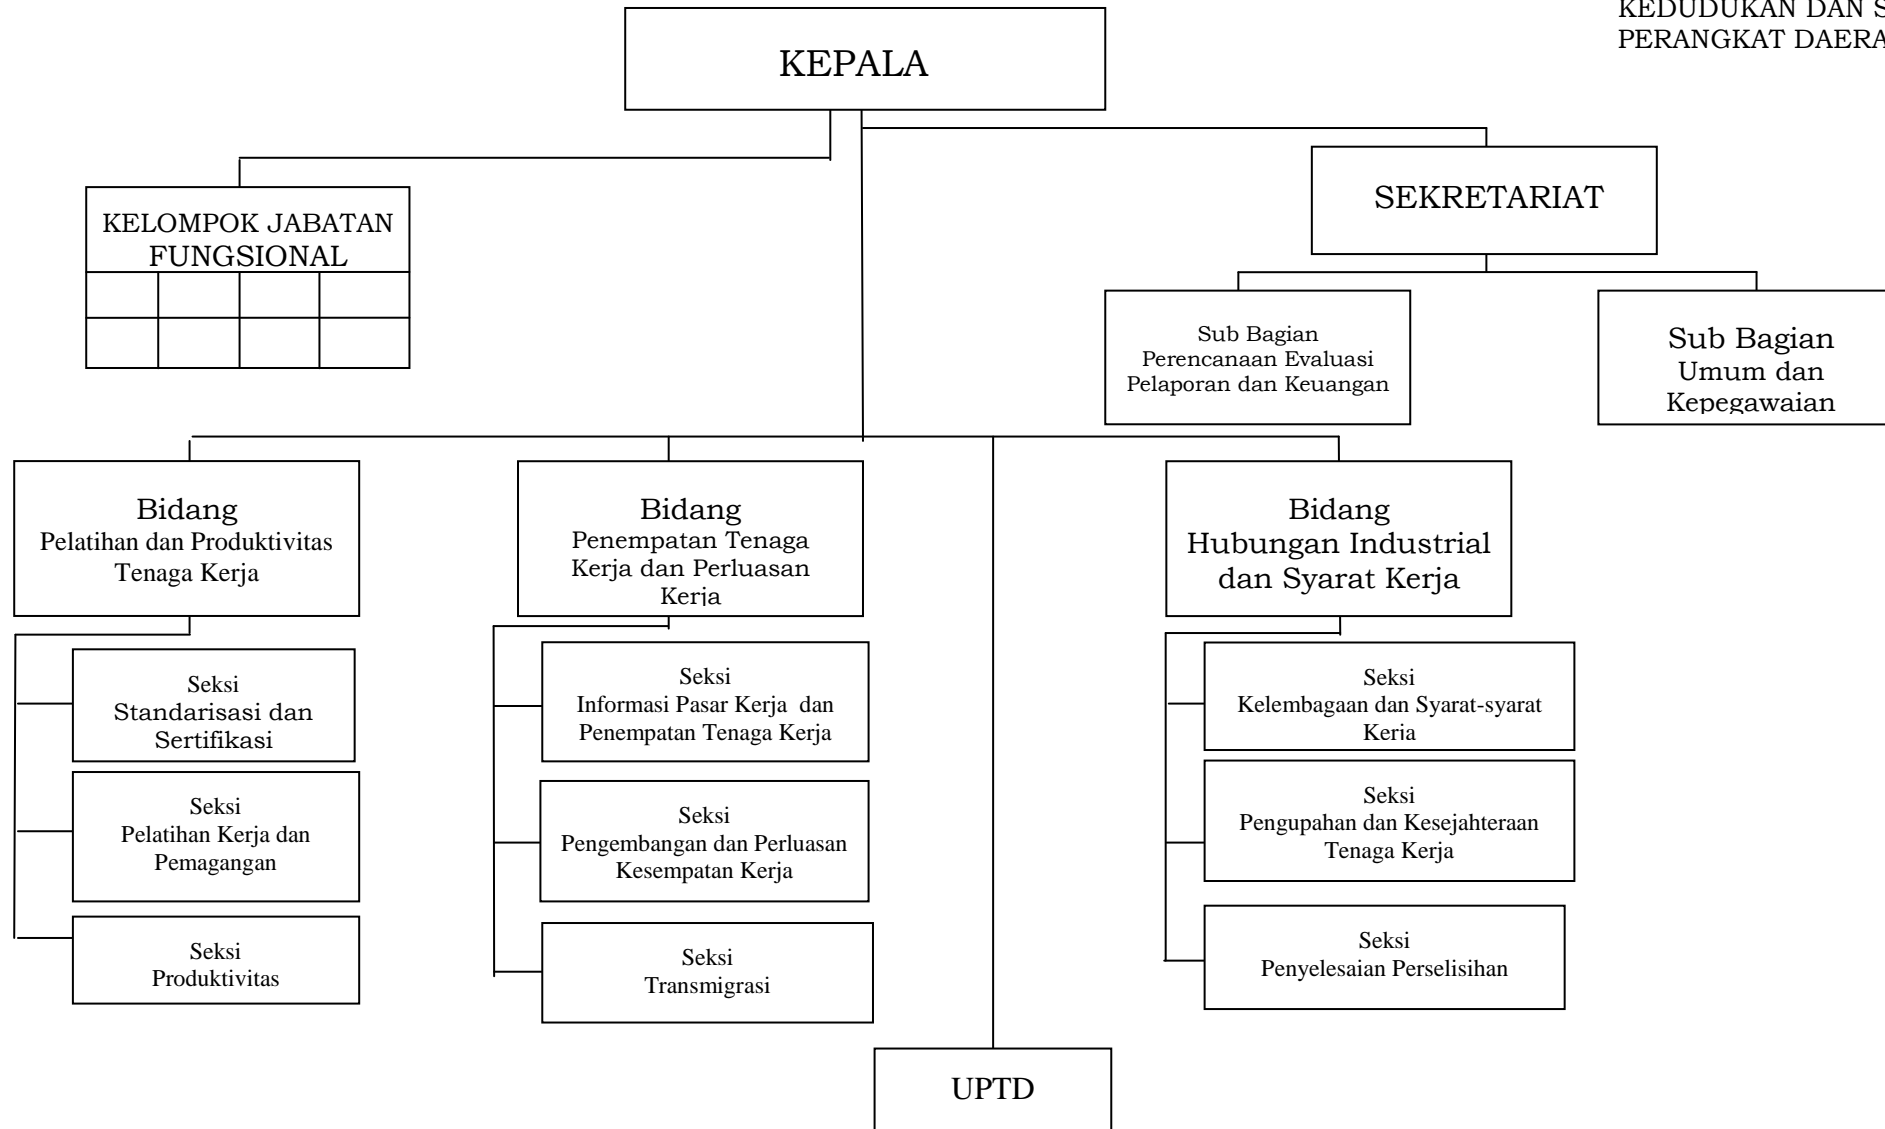 KEDUDUKAN DAN S
PERANGKAT DAERA
KEPALA
SEKRETARIAT
KELOMPOK JABATAN
FUNGSIONAL
Sub Bagian
Perencanaan Evaluasi
Pelaporan dan Keuangan
Sub Bagian
Umum dan
Kepegawaian
Bidang
Pelatihan dan Produktivitas
Tenaga Kerja
Bidang
Penempatan Tenaga
Kerja dan Perluasan
Kerja
Bidang
Hubungan Industrial
dan Syarat Kerja
Seksi
Standarisasi dan
Sertifikasi
Seksi
Informasi Pasar Kerja dan
Penempatan Tenaga Kerja
Seksi
Kelembagaan dan Syarat-syarat
Kerja
Seksi
Pelatihan Kerja dan
Pemagangan
Seksi
Pengembangan dan Perluasan
Kesempatan Kerja
Seksi
Pengupahan dan Kesejahteraan
Tenaga Kerja
Seksi
Produktivitas
Seksi
Transmigrasi
Seksi
Penyelesaian Perselisihan
UPTD